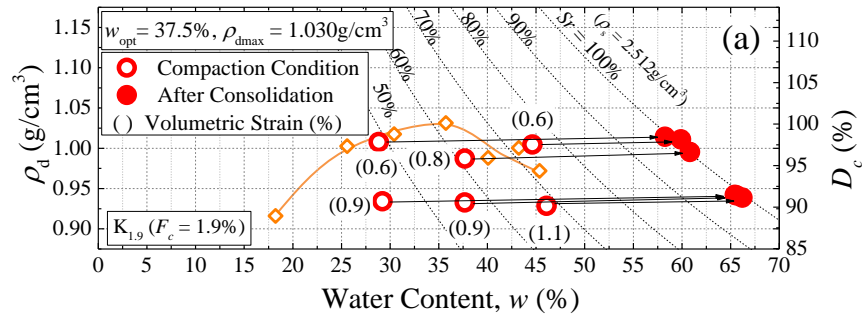 w_opt = 37.5%, ρ_dmax = 1.030g/cm³
Compaction Condition
After Consolidation
( ) Volumetric Strain (%)
(a)
50%
60%
70%
80%
90%
Sr = 100%
(ρ_s = 2.512g/cm³)
(0.6)
(0.8)
(0.6)
(0.9)
(0.9)
(1.1)
K_1.9 (F_c = 1.9%)
1.15
1.10
1.05
1.00
0.95
0.90
ρ_d (g/cm³)
110
105
100
95
90
85
D_c (%)
0 5 10 15 20 25 30 35 40 45 50 55 60 65 70
Water Content, w (%)